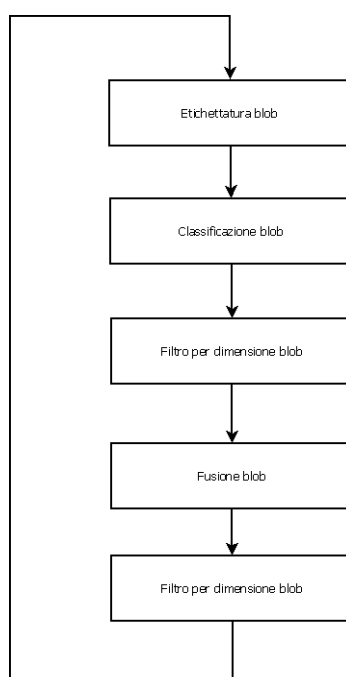 Etichettatura blob
Classificazione blob
Filtro per dimensione blob
Fusione blob
Filtro per dimensione blob